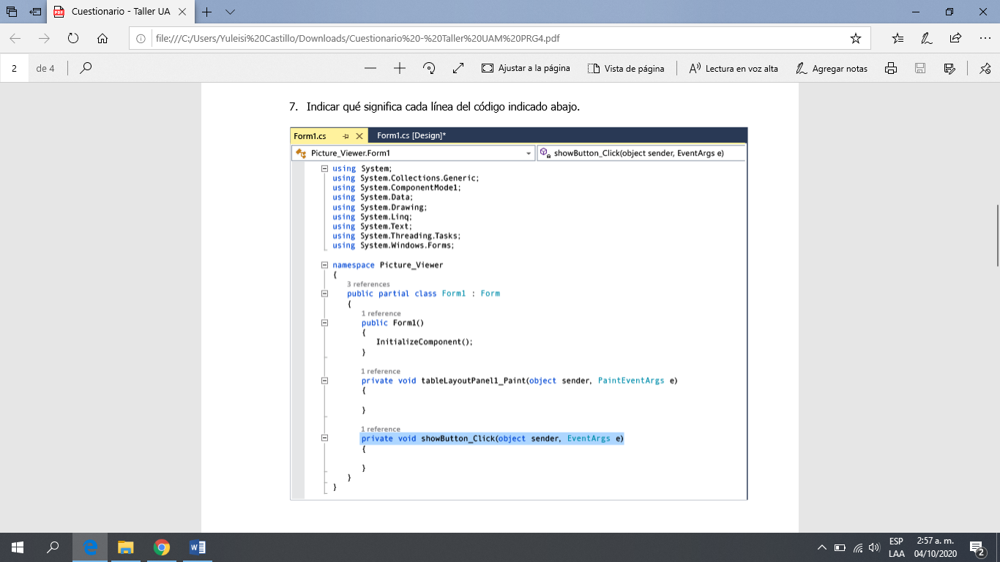 Cuestionario - Taller UA
file:///C:/Users/Yuleisi%20Castillo/Downloads/Cuestionario%20-%20Taller%20UAM%20PRG4.pdf
2 de 4 Ajustar a la página Vista de página Lectura en voz alta Agregar notas
7. Indicar qué significa cada línea del código indicado abajo.
Form1.cs Form1.cs [Design]*
Picture_Viewer.Form1 showButton_Click(object sender, EventArgs e)
using System;
using System.Collections.Generic;
using System.ComponentModel;
using System.Data;
using System.Drawing;
using System.Linq;
using System.Text;
using System.Threading.Tasks;
using System.Windows.Forms;
namespace Picture_Viewer
{
3 references
public partial class Form1 : Form
{
1 reference
public Form1()
{
InitializeComponent();
}
1 reference
private void tableLayoutPanel1_Paint(object sender, PaintEventArgs e)
{
}
1 reference
private void showButton_Click(object sender, EventArgs e)
{
}
}
}
ESP 2:57 a. m.
LAA 04/10/2020 2